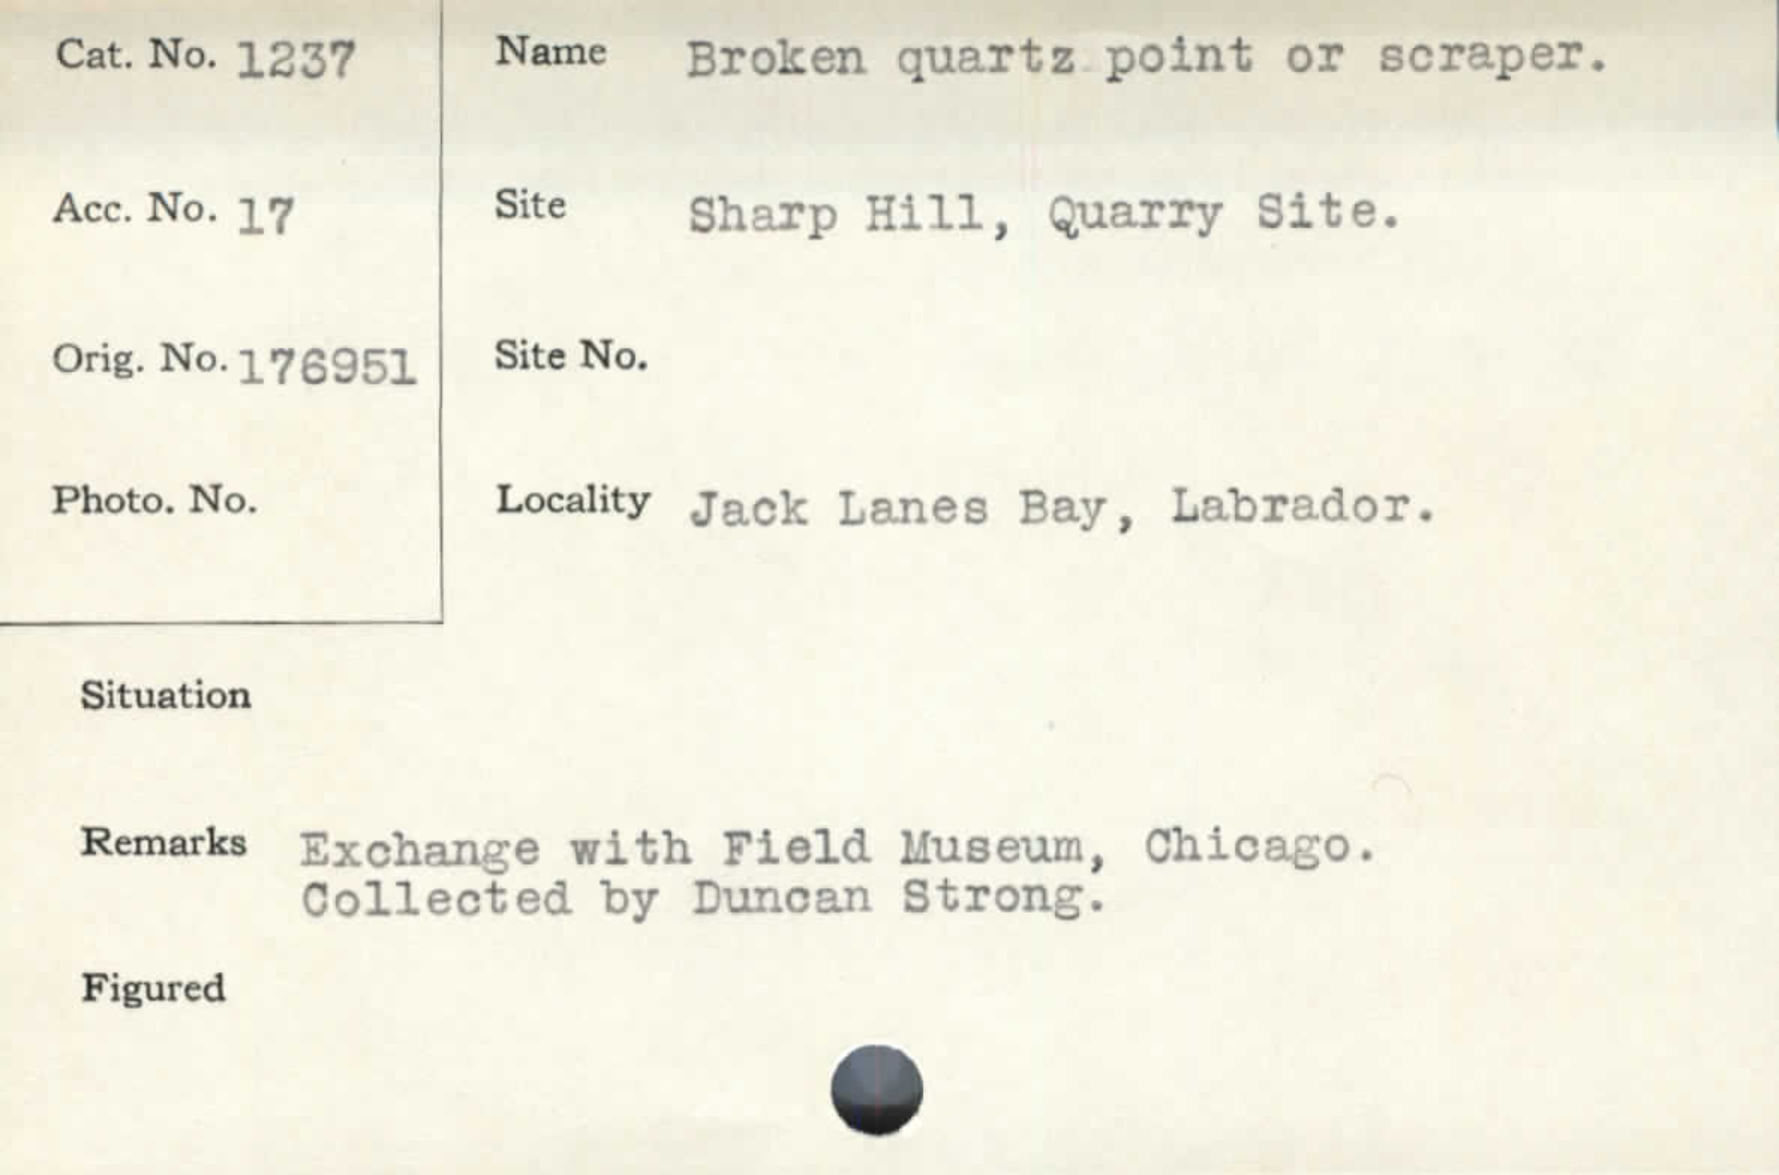 Cat. No. 1237
Acc. No. 17
Orig. No. 176951
Photo. No.
Name Broken quartz point or scraper.
Site Sharp Hill, Quarry Site.
Site No.
Locality Jack Lanes Bay, Labrador.
Situation
Remarks Exchange with Field Museum, Chicago.
Collected by Duncan Strong.
Figured